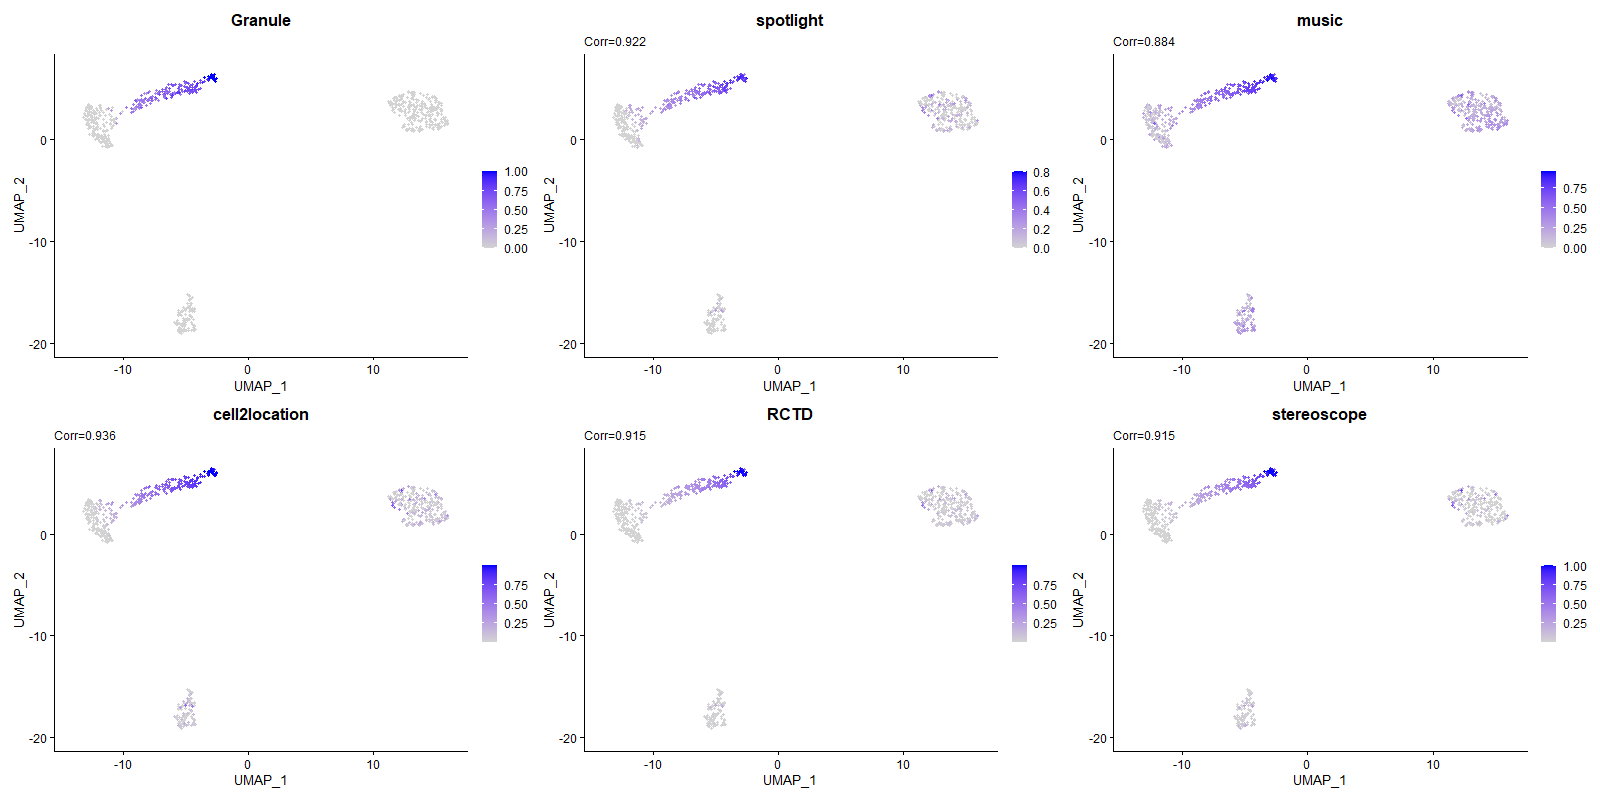 Granule
0
-10
-20
-10
0
10
UMAP_1
UMAP_2
1.00
0.75
0.50
0.25
0.00
spotlight
Corr=0.922
0
-10
-20
-10
0
10
UMAP_1
UMAP_2
0.8
0.6
0.4
0.2
0.0
music
Corr=0.884
0
-10
-20
-10
0
10
UMAP_1
UMAP_2
0.75
0.50
0.25
0.00
cell2location
Corr=0.936
0
-10
-20
-10
0
10
UMAP_1
UMAP_2
0.75
0.50
0.25
RCTD
Corr=0.915
0
-10
-20
-10
0
10
UMAP_1
UMAP_2
0.75
0.50
0.25
stereoscope
Corr=0.915
0
-10
-20
-10
0
10
UMAP_1
UMAP_2
1.00
0.75
0.50
0.25